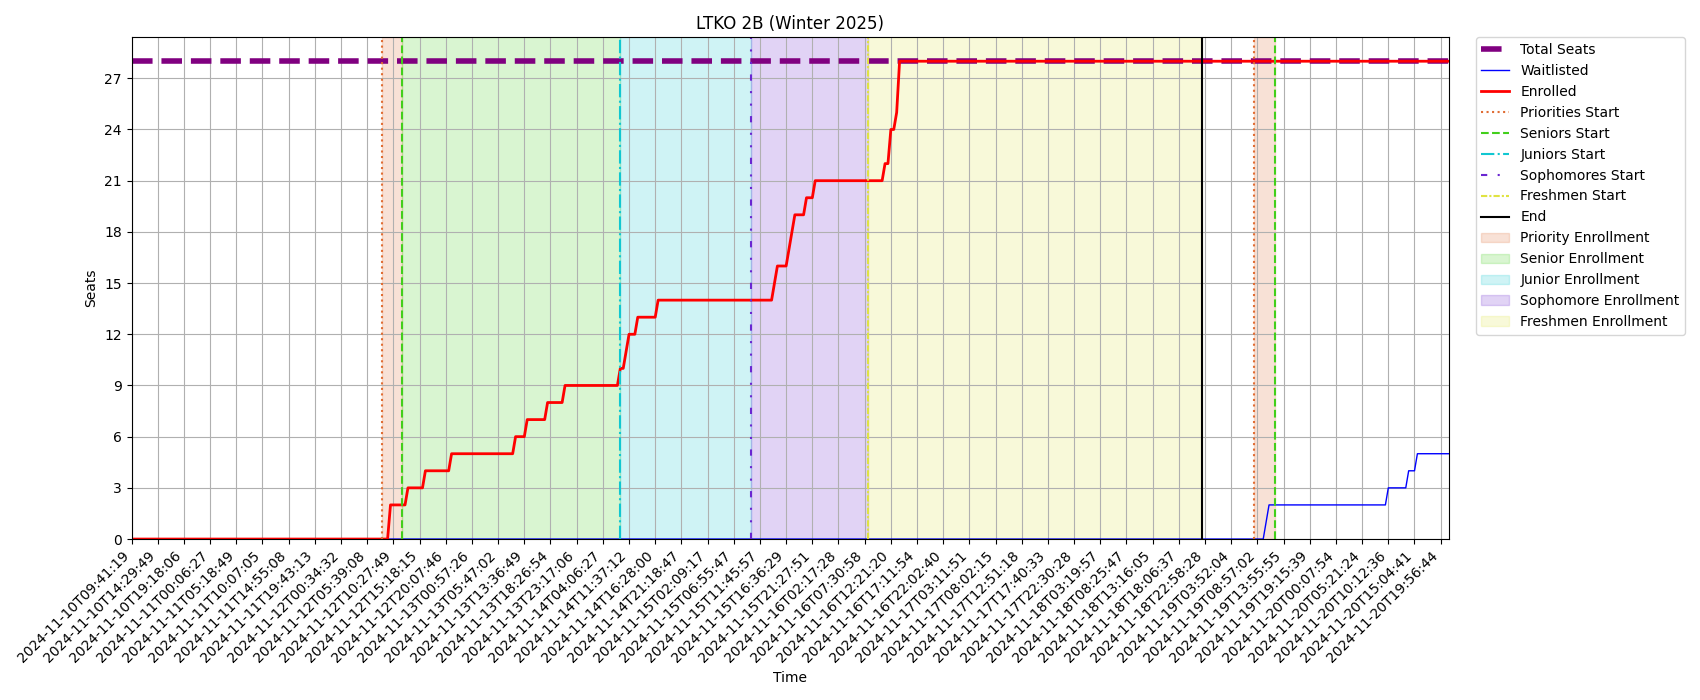 LTKO 2B (Winter 2025)
Total Seats
Waitlisted
Enrolled
Priorities Start
Seniors Start
Juniors Start
Sophomores Start
Freshmen Start
End
Priority Enrollment
Senior Enrollment
Junior Enrollment
Sophomore Enrollment
Freshmen Enrollment
Seats
27
24
21
18
15
12
9
6
3
0
2024-11-10T09:41:19
2024-11-10T14:29:49
2024-11-10T19:18:06
2024-11-11T00:06:27
2024-11-11T05:18:49
2024-11-11T10:07:05
2024-11-11T14:55:08
2024-11-11T19:43:13
2024-11-12T00:34:32
2024-11-12T05:39:08
2024-11-12T10:27:49
2024-11-12T15:18:15
2024-11-12T20:07:46
2024-11-13T00:57:26
2024-11-13T05:47:02
2024-11-13T13:36:49
2024-11-13T18:26:54
2024-11-13T23:17:06
2024-11-14T04:06:27
2024-11-14T11:37:12
2024-11-14T16:28:00
2024-11-14T21:18:47
2024-11-15T02:09:17
2024-11-15T06:55:47
2024-11-15T11:45:57
2024-11-15T16:36:29
2024-11-15T21:27:51
2024-11-16T02:17:28
2024-11-16T07:30:58
2024-11-16T12:21:20
2024-11-16T17:11:54
2024-11-16T22:02:40
2024-11-17T03:11:51
2024-11-17T08:02:15
2024-11-17T12:51:18
2024-11-17T17:40:33
2024-11-17T22:30:28
2024-11-18T03:19:57
2024-11-18T08:25:47
2024-11-18T13:16:05
2024-11-18T18:06:37
2024-11-18T22:58:28
2024-11-19T03:52:04
2024-11-19T08:57:02
2024-11-19T13:55:55
2024-11-19T19:15:39
2024-11-20T00:07:54
2024-11-20T05:21:24
2024-11-20T10:12:36
2024-11-20T15:04:41
2024-11-20T19:56:44
Time